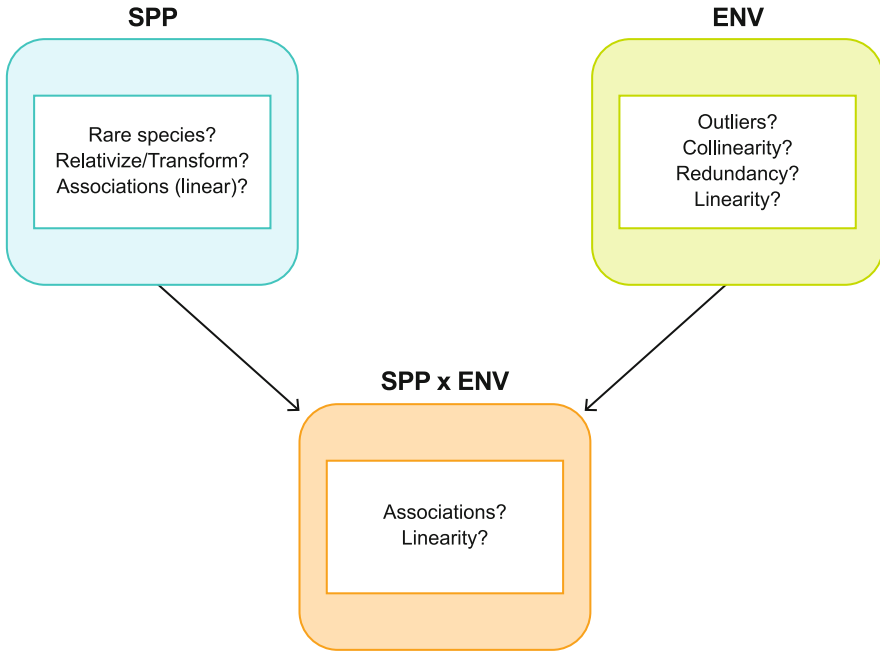 SPP
Rare species?
Relativize/Transform?
Associations (linear)?
ENV
Outliers?
Collinearity?
Redundancy?
Linearity?
SPP x ENV
Associations?
Linearity?